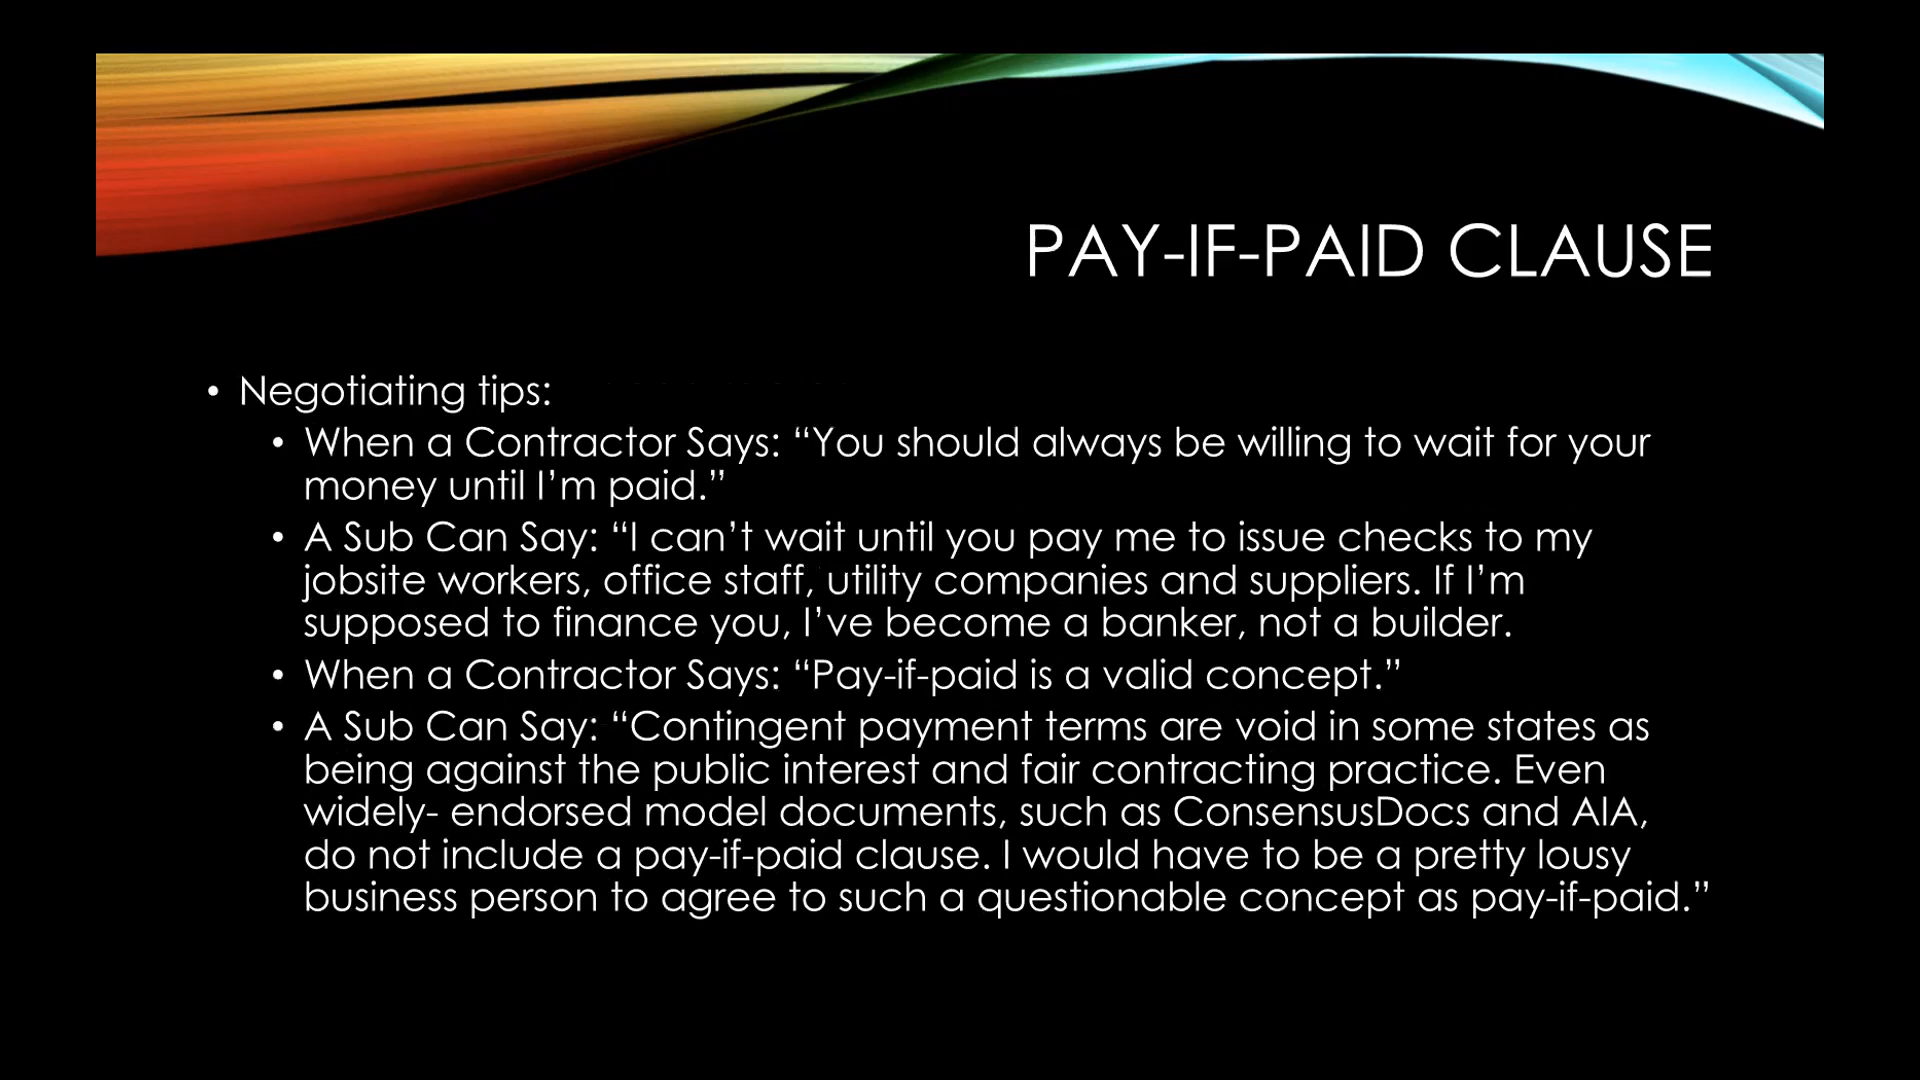 PAY-IF-PAID CLAUSE
• Negotiating tips:
• When a Contractor Says: “You should always be willing to wait for your
money until I’m paid.”
• A Sub Can Say: “I can’t wait until you pay me to issue checks to my
jobsite workers, office staff, utility companies and suppliers. If I’m
supposed to finance you, I’ve become a banker, not a builder.
• When a Contractor Says: “Pay-if-paid is a valid concept.”
• A Sub Can Say: “Contingent payment terms are void in some states as
being against the public interest and fair contracting practice. Even
widely- endorsed model documents, such as ConsensusDocs and AIA,
do not include a pay-if-paid clause. I would have to be a pretty lousy
business person to agree to such a questionable concept as pay-if-paid.”